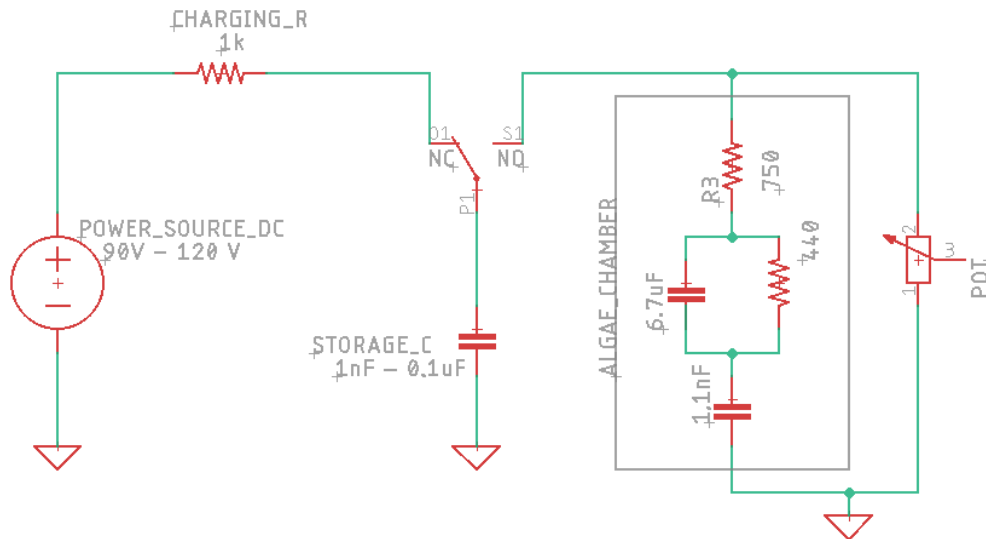 CHARGING_R
1k
O1
S1
NC
NO
P1
POWER_SOURCE_DC
90V – 120 V
STORAGE_C
1nF – 0.1uF
ALGAE_CHAMBER
R3
750
6.7uF
440
1.1nF
2
3
1
POT